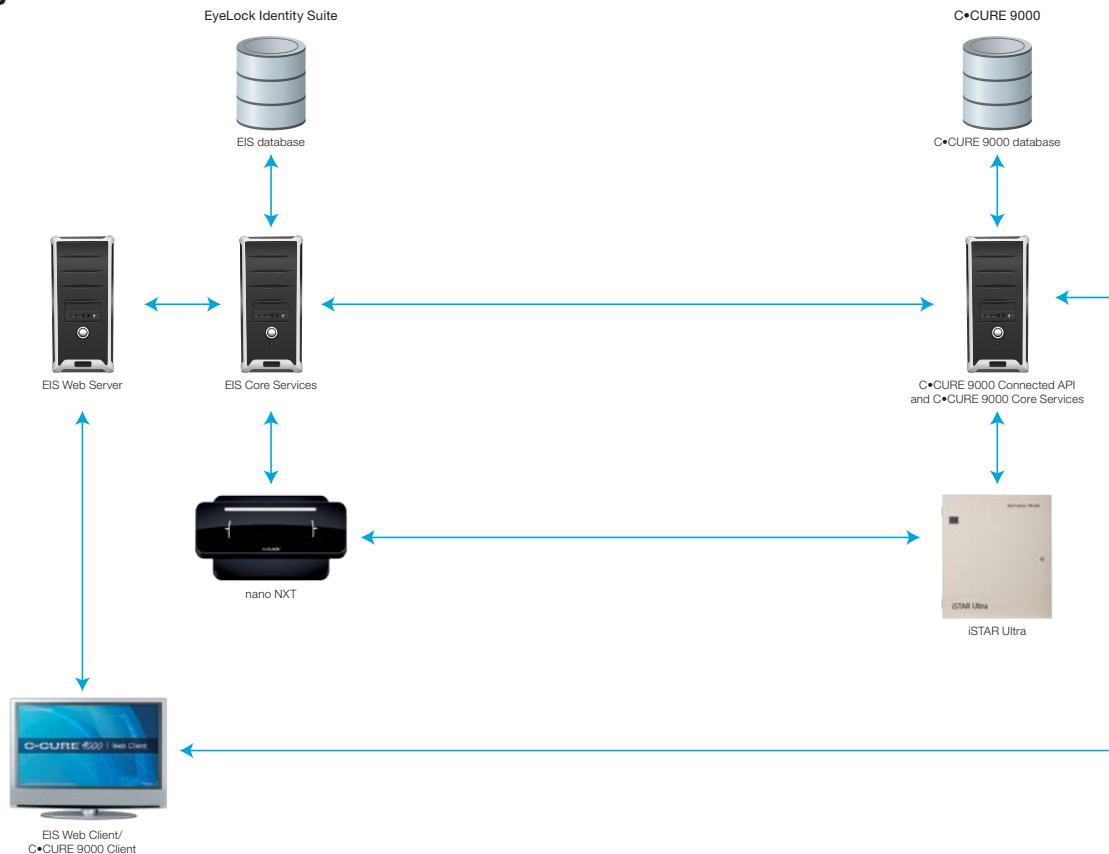 EyeLock Identity Suite
C•CURE 9000
EIS database
C•CURE 9000 database
EIS Web Server
EIS Core Services
C•CURE 9000 Connected API
and C•CURE 9000 Core Services
nano NXT
iSTAR Ultra
iSTAR Ultra
C•CURE 9000 | Web Client
EIS Web Client/
C•CURE 9000 Client